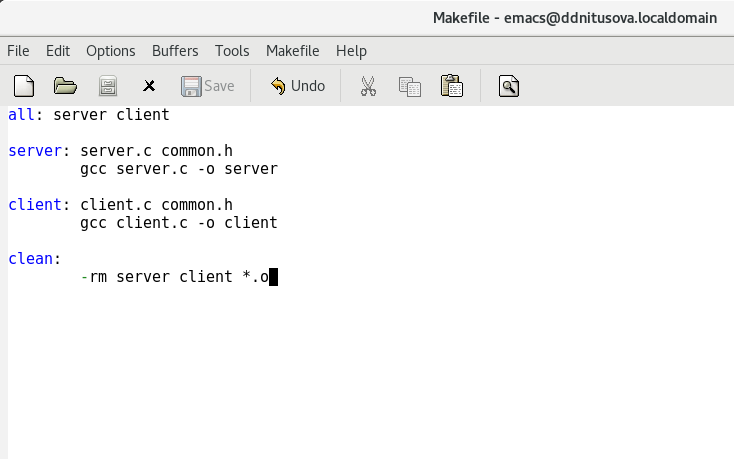 Makefile - emacs@ddnitusova.localdomain
File Edit Options Buffers Tools Makefile Help
Save Undo
all: server client
server: server.c common.h
        gcc server.c -o server
client: client.c common.h
        gcc client.c -o client
clean:
        -rm server client *.o